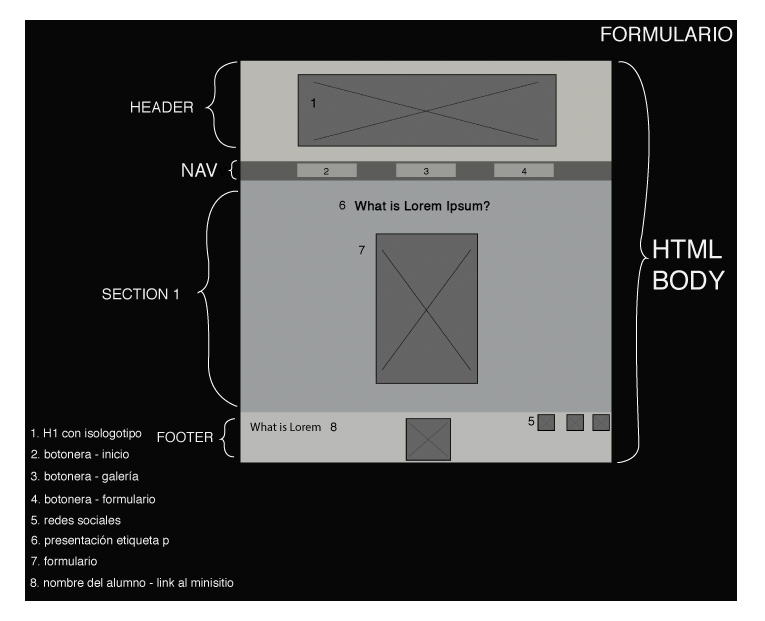 FORMULARIO
HEADER
1
NAV
2 3 4
6 What is Lorem Ipsum?
7
HTML
BODY
SECTION 1
FOOTER
What is Lorem 8
5
1. H1 con isologotipo
2. botonera - inicio
3. botonera - galería
4. botonera - formulario
5. redes sociales
6. presentación etiqueta p
7. formulario
8. nombre del alumno - link al minisitio